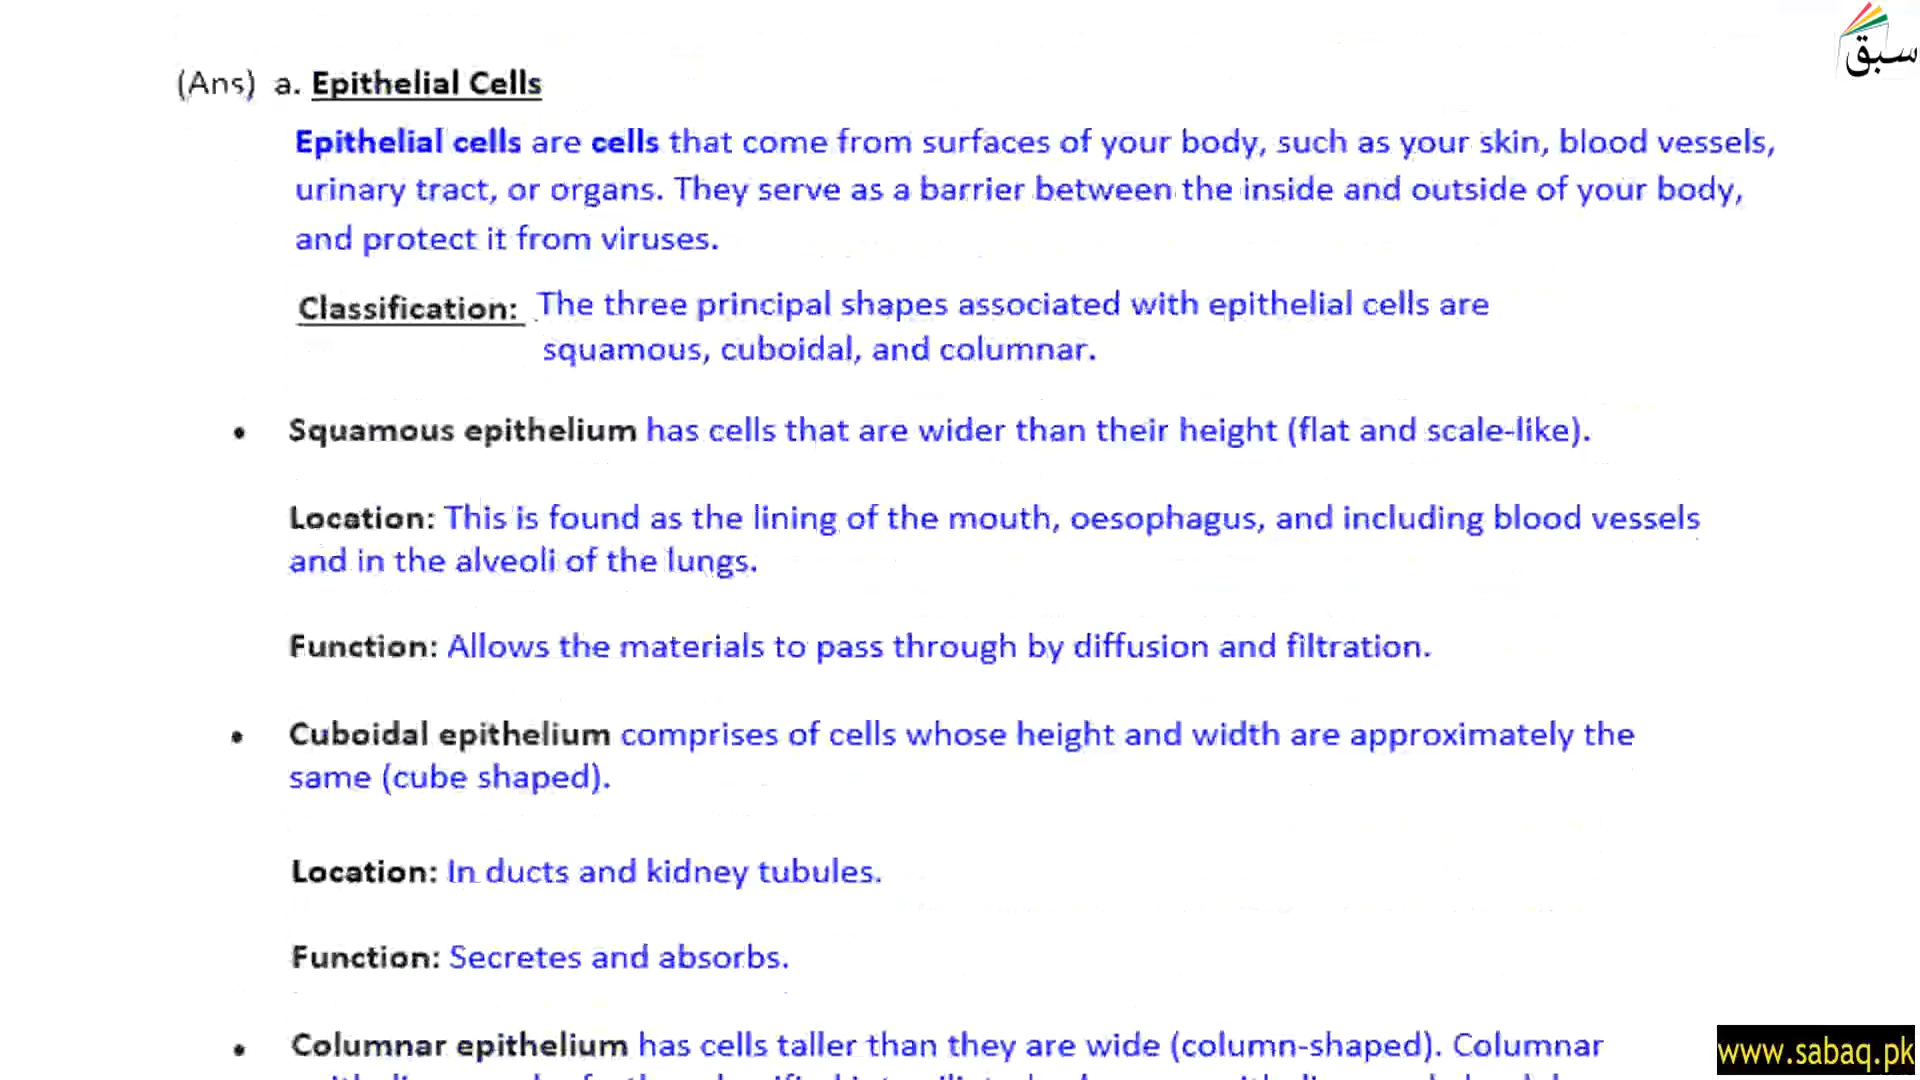 سبق
(Ans) a. Epithelial Cells
Epithelial cells are cells that come from surfaces of your body, such as your skin, blood vessels,
urinary tract, or organs. They serve as a barrier between the inside and outside of your body,
and protect it from viruses.
Classification: The three principal shapes associated with epithelial cells are
squamous, cuboidal, and columnar.
• Squamous epithelium has cells that are wider than their height (flat and scale-like).
Location: This is found as the lining of the mouth, oesophagus, and including blood vessels
and in the alveoli of the lungs.
Function: Allows the materials to pass through by diffusion and filtration.
• Cuboidal epithelium comprises of cells whose height and width are approximately the
same (cube shaped).
Location: In ducts and kidney tubules.
Function: Secretes and absorbs.
• Columnar epithelium has cells taller than they are wide (column-shaped). Columnar
www.sabaq.pk